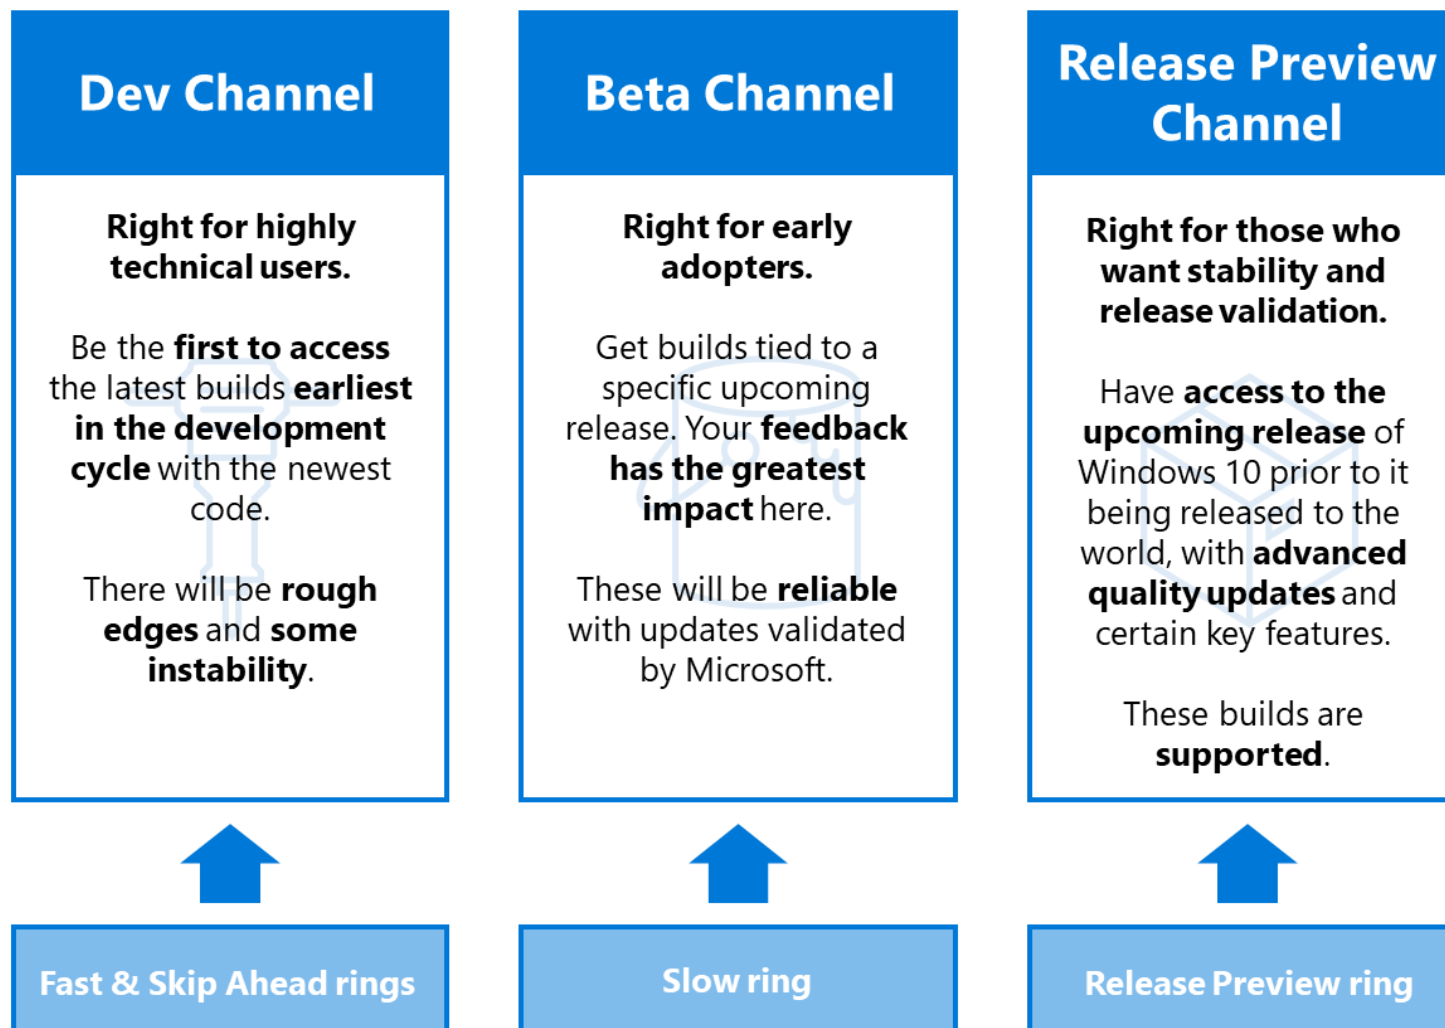 Dev Channel
Right for highly
technical users.
Be the first to access
the latest builds earliest
in the development
cycle with the newest
code.
There will be rough
edges and some
instability.
Fast & Skip Ahead rings
Beta Channel
Right for early
adopters.
Get builds tied to a
specific upcoming
release. Your feedback
has the greatest
impact here.
These will be reliable
with updates validated
by Microsoft.
Slow ring
Release Preview
Channel
Right for those who
want stability and
release validation.
Have access to the
upcoming release of
Windows 10 prior to it
being released to the
world, with advanced
quality updates and
certain key features.
These builds are
supported.
Release Preview ring